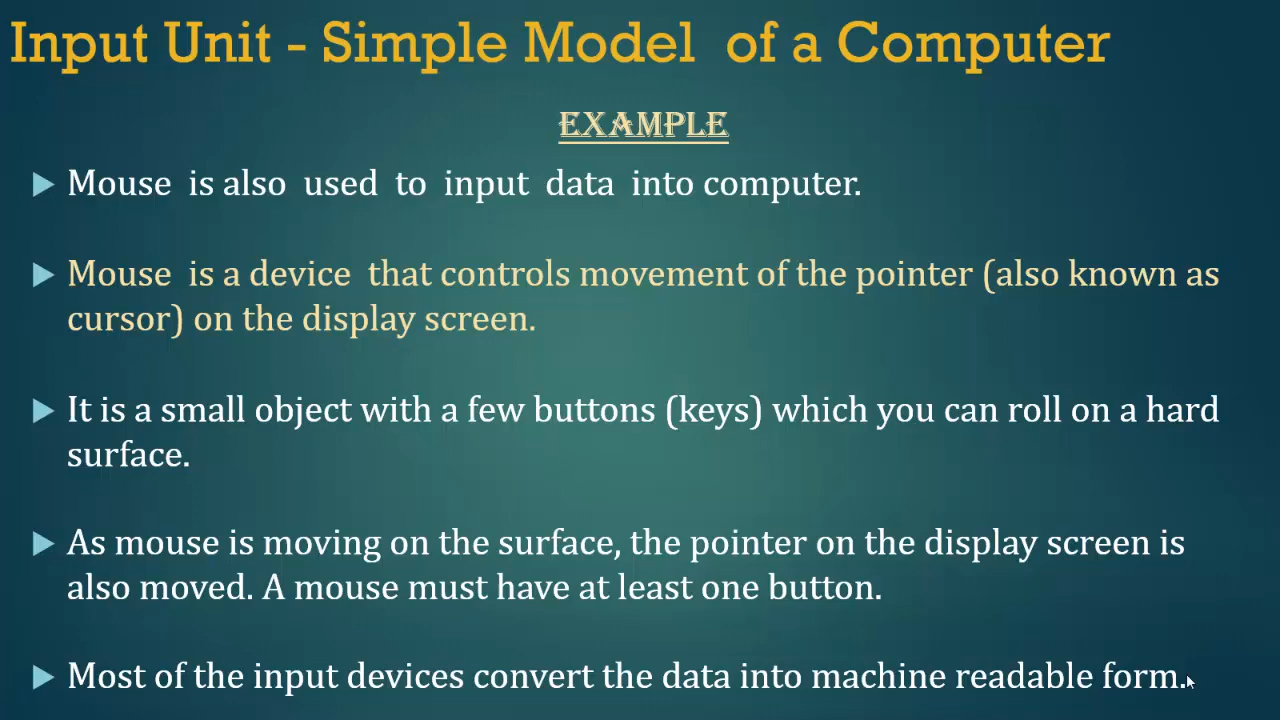 Input Unit - Simple Model of a Computer
EXAMPLE
Mouse is also used to input data into computer.
Mouse is a device that controls movement of the pointer (also known as
cursor) on the display screen.
It is a small object with a few buttons (keys) which you can roll on a hard
surface.
As mouse is moving on the surface, the pointer on the display screen is
also moved. A mouse must have at least one button.
Most of the input devices convert the data into machine readable form.